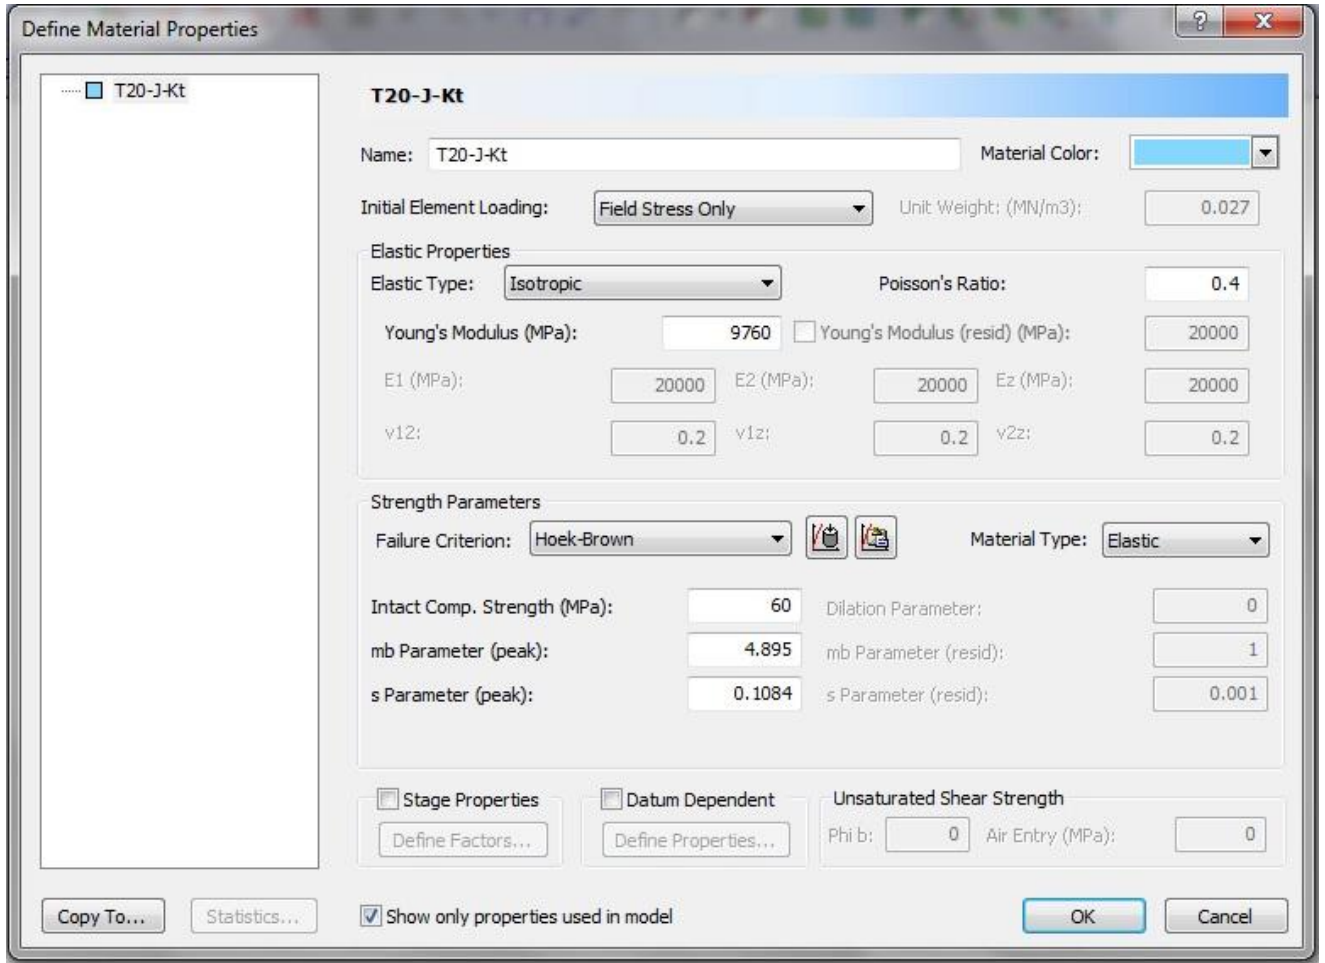 Define Material Properties
?
X
T20-J-Kt
T20-J-Kt
Name: T20-J-Kt Material Color:
Initial Element Loading: Field Stress Only Unit Weight: (MN/m3): 0.027
Elastic Properties
Elastic Type: Isotropic Poisson's Ratio: 0.4
Young's Modulus (MPa): 9760 Young's Modulus (resid) (MPa): 20000
E1 (MPa): 20000 E2 (MPa): 20000 Ez (MPa): 20000
v12: 0.2 v1z: 0.2 v2z: 0.2
Strength Parameters
Failure Criterion: Hoek-Brown Material Type: Elastic
Intact Comp. Strength (MPa): 60 Dilation Parameter: 0
mb Parameter (peak): 4.895 mb Parameter (resid): 1
s Parameter (peak): 0.1084 s Parameter (resid): 0.001
Stage Properties Datum Dependent Unsaturated Shear Strength
Define Factors... Define Properties... Phi b: 0 Air Entry (MPa): 0
Copy To... Statistics... Show only properties used in model OK Cancel